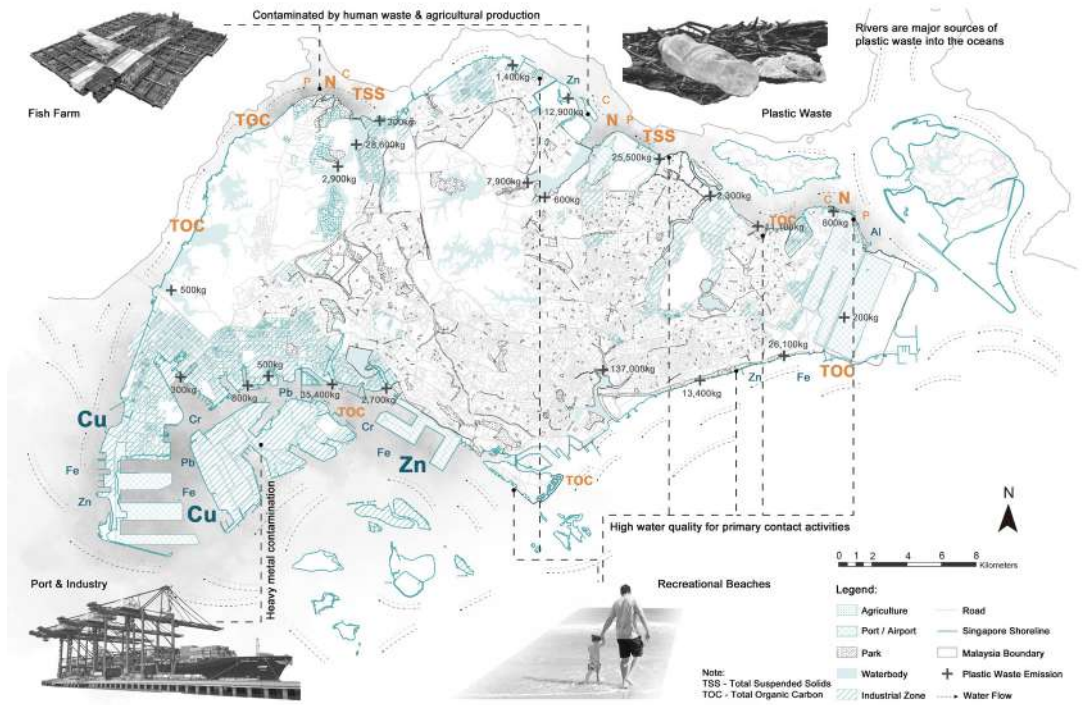 Contaminated by human waste & agricultural production
Rivers are major sources of
plastic waste into the oceans
Fish Farm
Plastic Waste
P
N
C
TSS
TOC
200kg
28,600kg
2,900kg
1,400kg
Zn
12,900kg
C
N
P
TSS
25,500kg
7,900kg
600kg
2,300kg
C
N
P
TOC
600kg
Al
TOC
500kg
200kg
26,100kg
TOC
137,000kg
Zn
Fe
13,400kg
500kg
300kg
600kg
Pb
35,400kg
2,700kg
TOC
Cu
Cr
Cr
Fe
Zn
Fe
Pb
Fe
Zn
Cu
TOC
Heavy metal contamination
High water quality for primary contact activities
N
0 1 2 4 6 8
Kilometers
Port & Industry
Recreational Beaches
Legend:
Agriculture
Road
Port / Airport
Singapore Shoreline
Park
Malaysia Boundary
Waterbody
Plastic Waste Emission
Industrial Zone
Water Flow
Note:
TSS - Total Suspended Solids
TOC - Total Organic Carbon